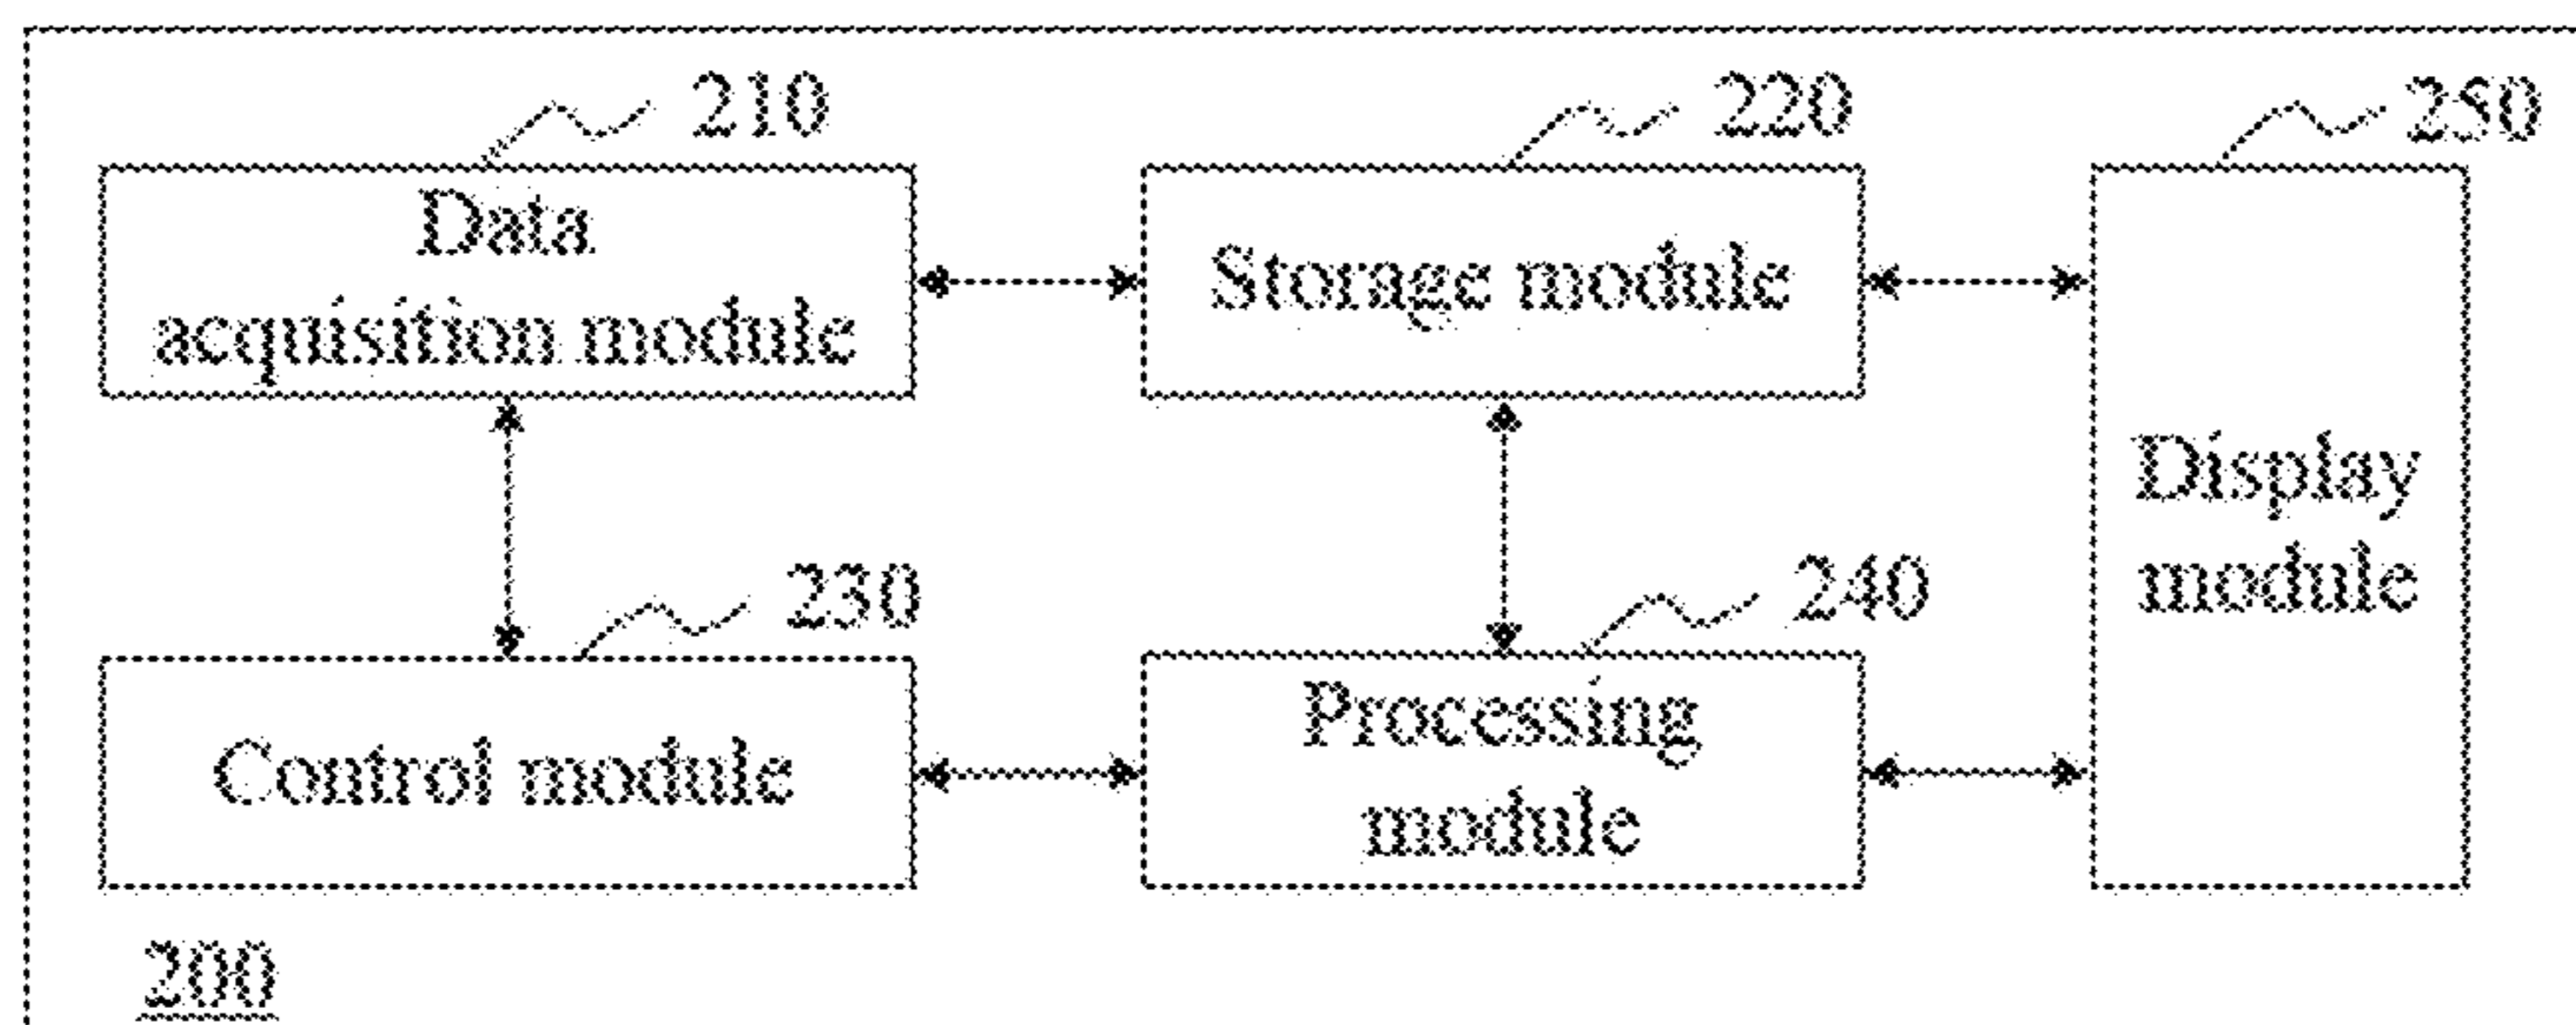 210
220
250
Data
acquisition module
Storage module
Display
module
230
240
Control module
Processing
module
200